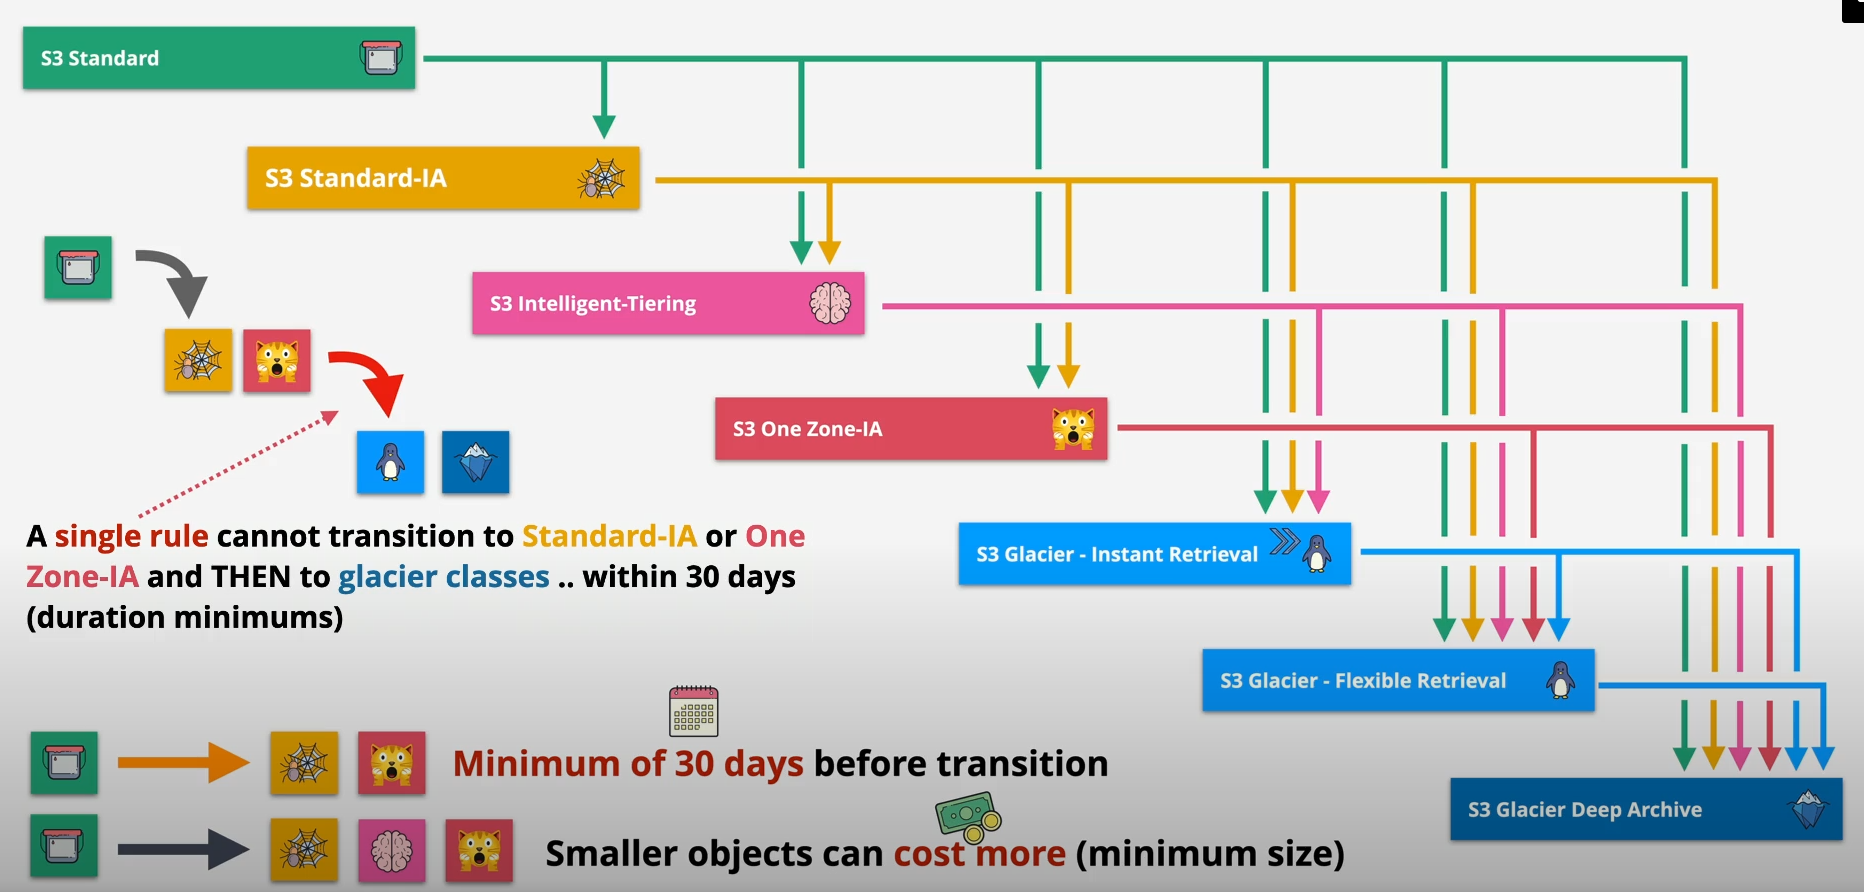 S3 Standard
S3 Standard-IA
S3 Intelligent-Tiering
S3 One Zone-IA
S3 Glacier - Instant Retrieval
S3 Glacier - Flexible Retrieval
S3 Glacier Deep Archive
A single rule cannot transition to Standard-IA or One
Zone-IA and THEN to glacier classes .. within 30 days
(duration minimums)
Minimum of 30 days before transition
Smaller objects can cost more (minimum size)